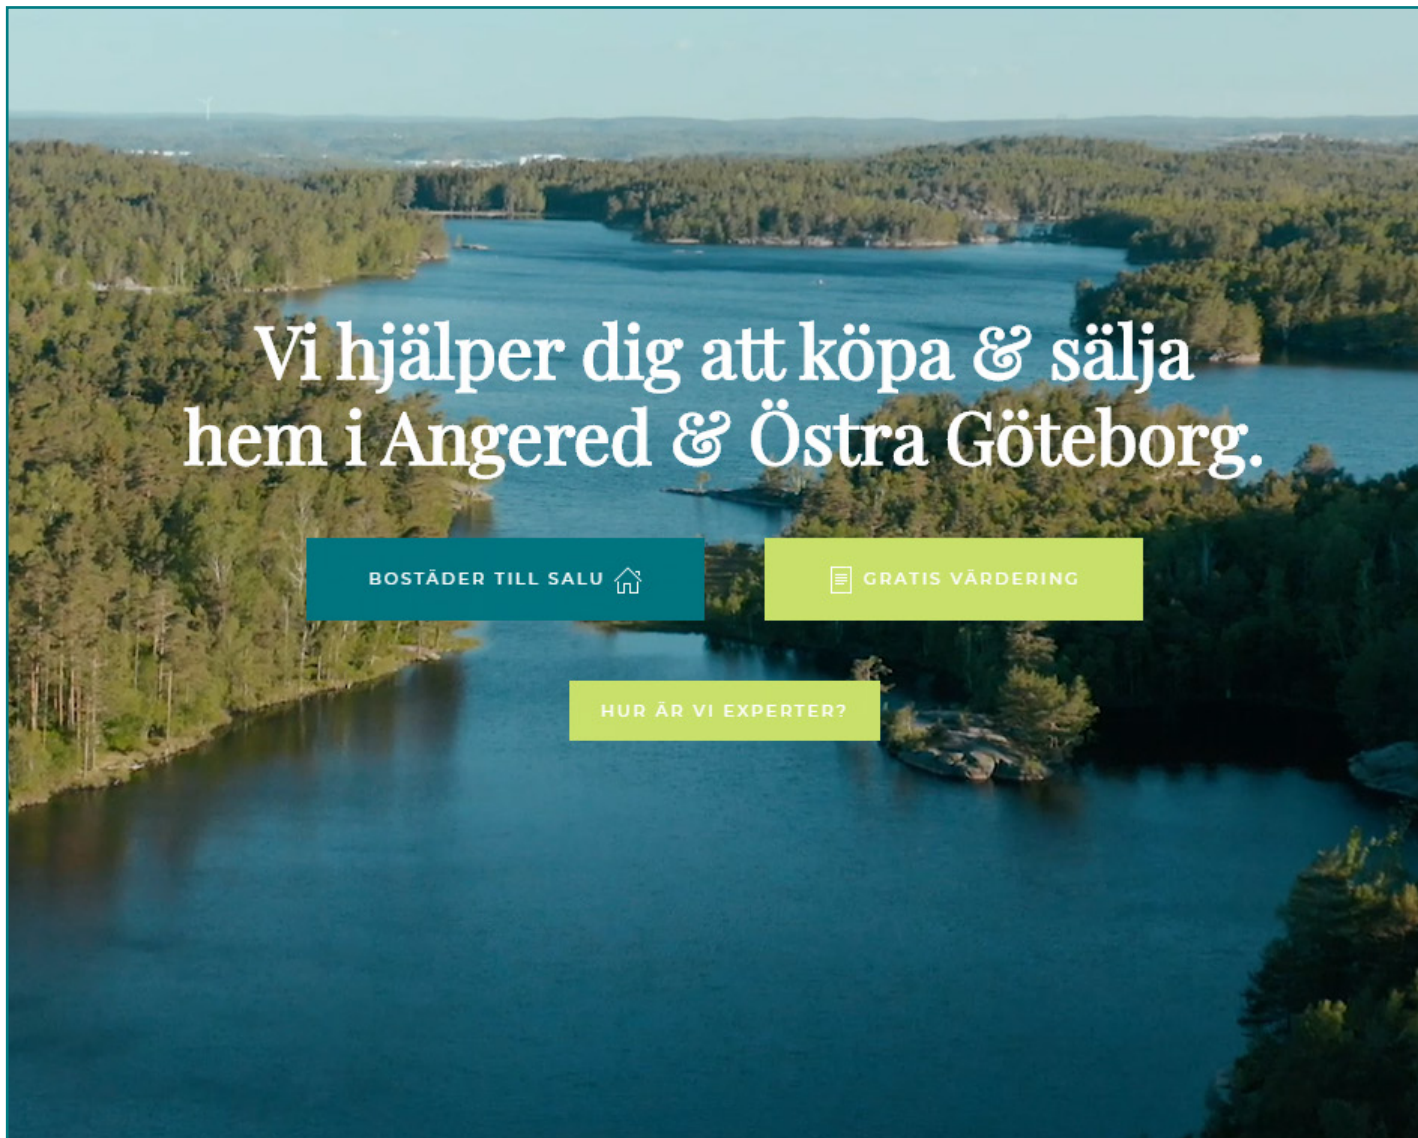 Vi hjälper dig att köpa & sälja
hem i Angered & Östra Göteborg.
BOSTÄDER TILL SALU
GRATIS VÄRDERING
HUR ÄR VI EXPERTER?